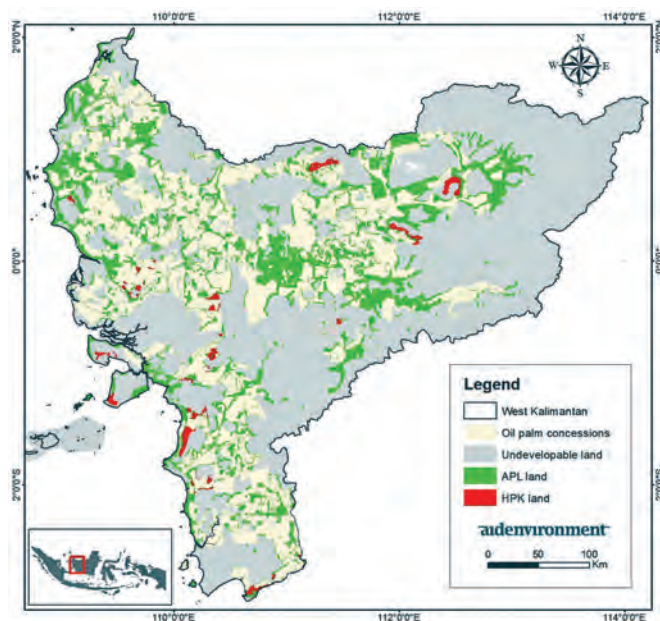 110°0'0"E 112°0'0"E 114°0'0"E
2°0'0"N
N
W E
S
0°0'0"
Legend
West Kalimantan
Oil palm concessions
Undevelopable land
APL land
HPK land
2°0'0"S
aidenvironment
0 50 100
Km
110°0'0"E 112°0'0"E 114°0'0"E